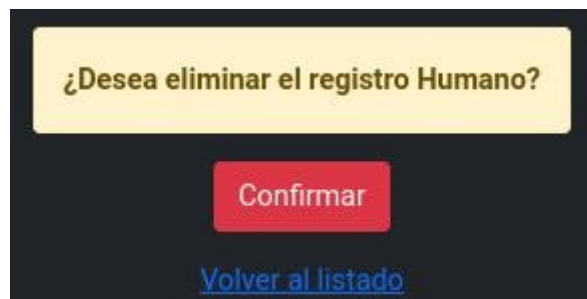 ¿Desea eliminar el registro Humano?
Confirmar
Volver al listado